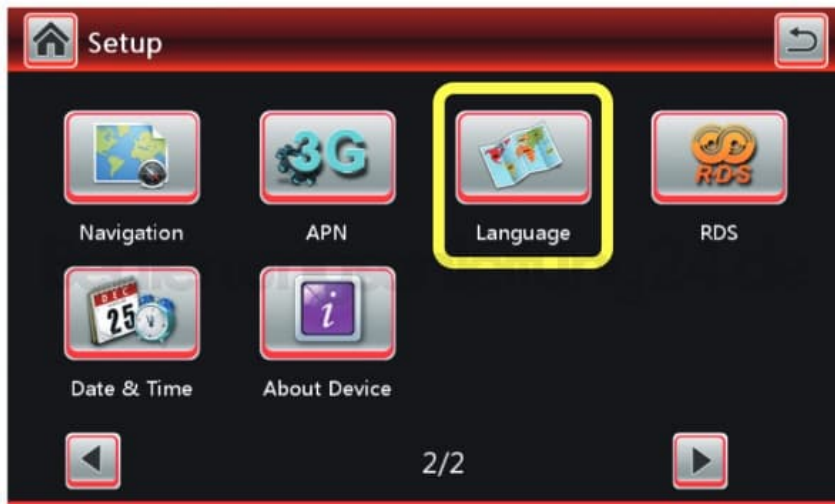 Setup
3G
RDS
Navigation
APN
Language
RDS
DEC
25
i
Date & Time
About Device
2/2